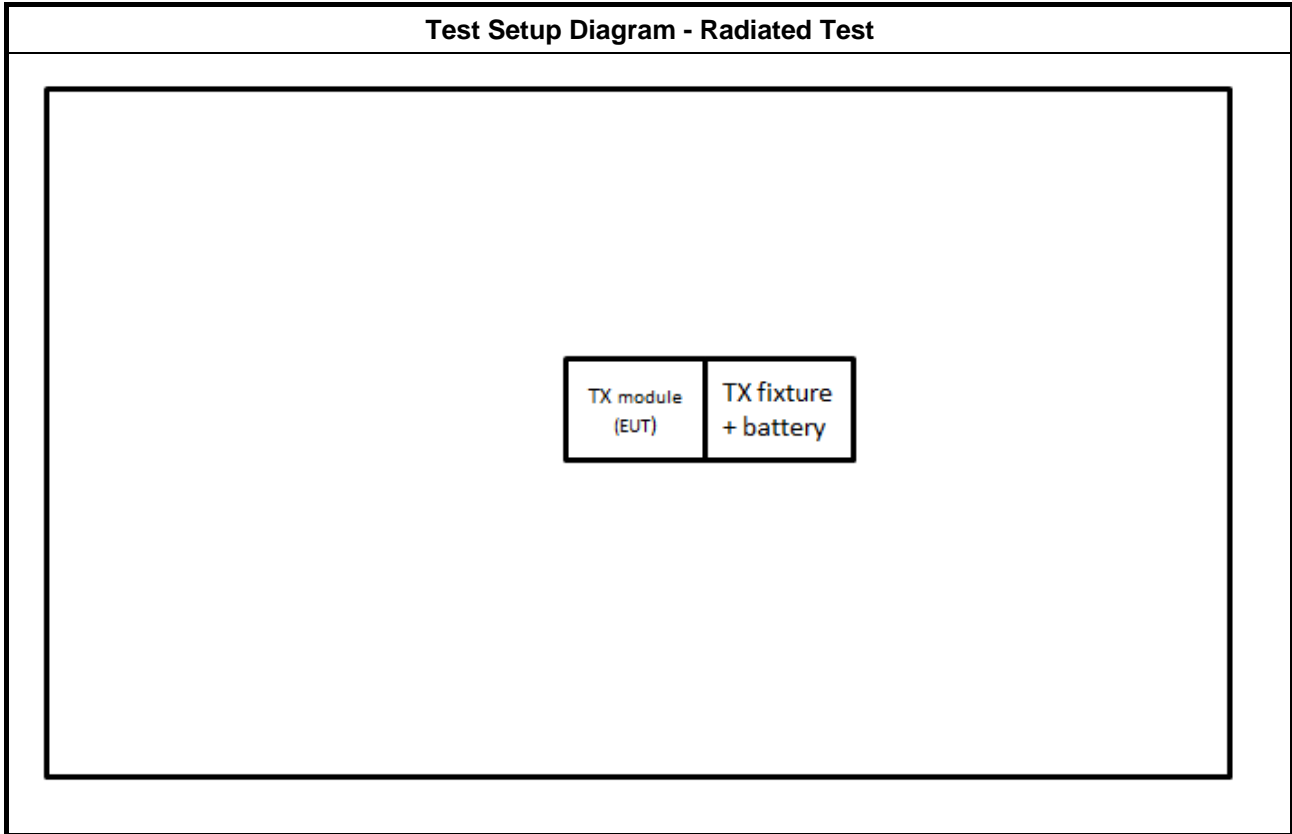 Test Setup Diagram - Radiated Test
TX module
(EUT)
TX fixture
+ battery